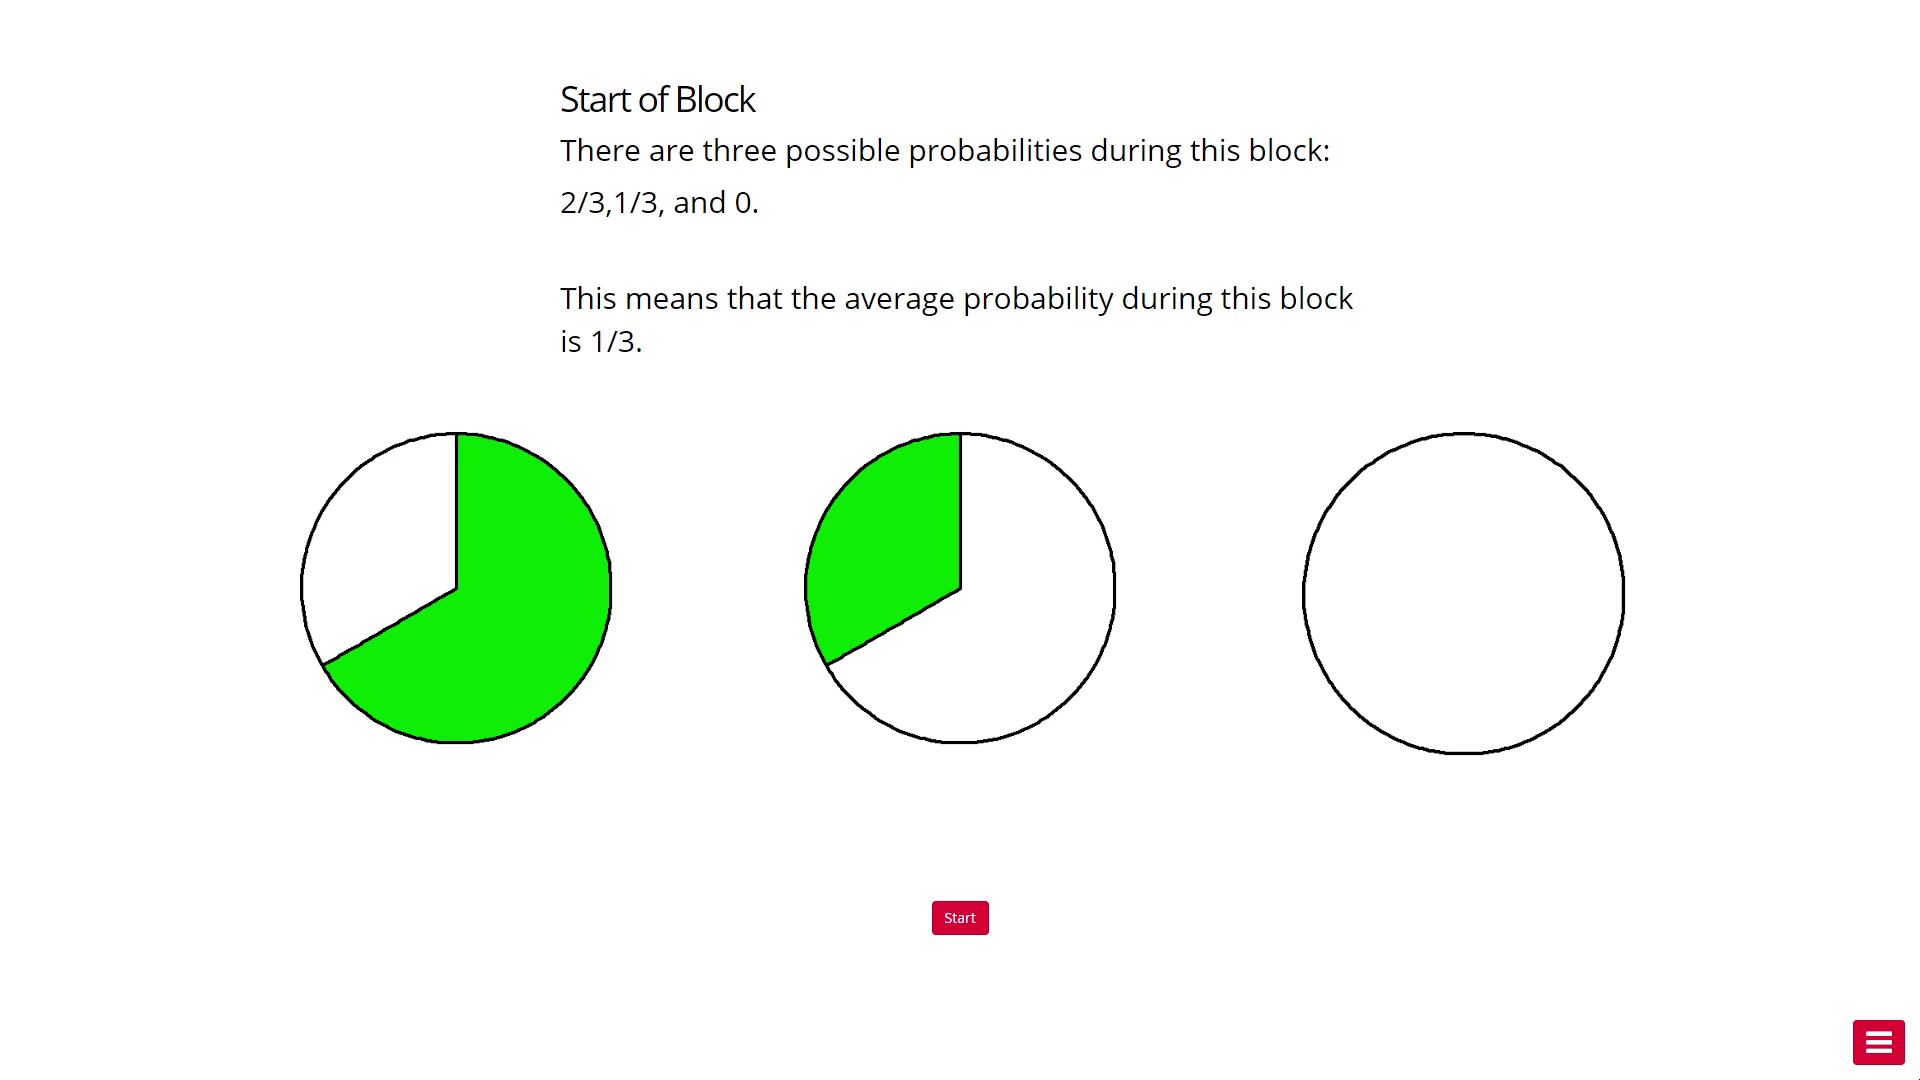 Start of Block
There are three possible probabilities during this block:
2/3,1/3, and 0.
This means that the average probability during this block
is 1/3.
Start